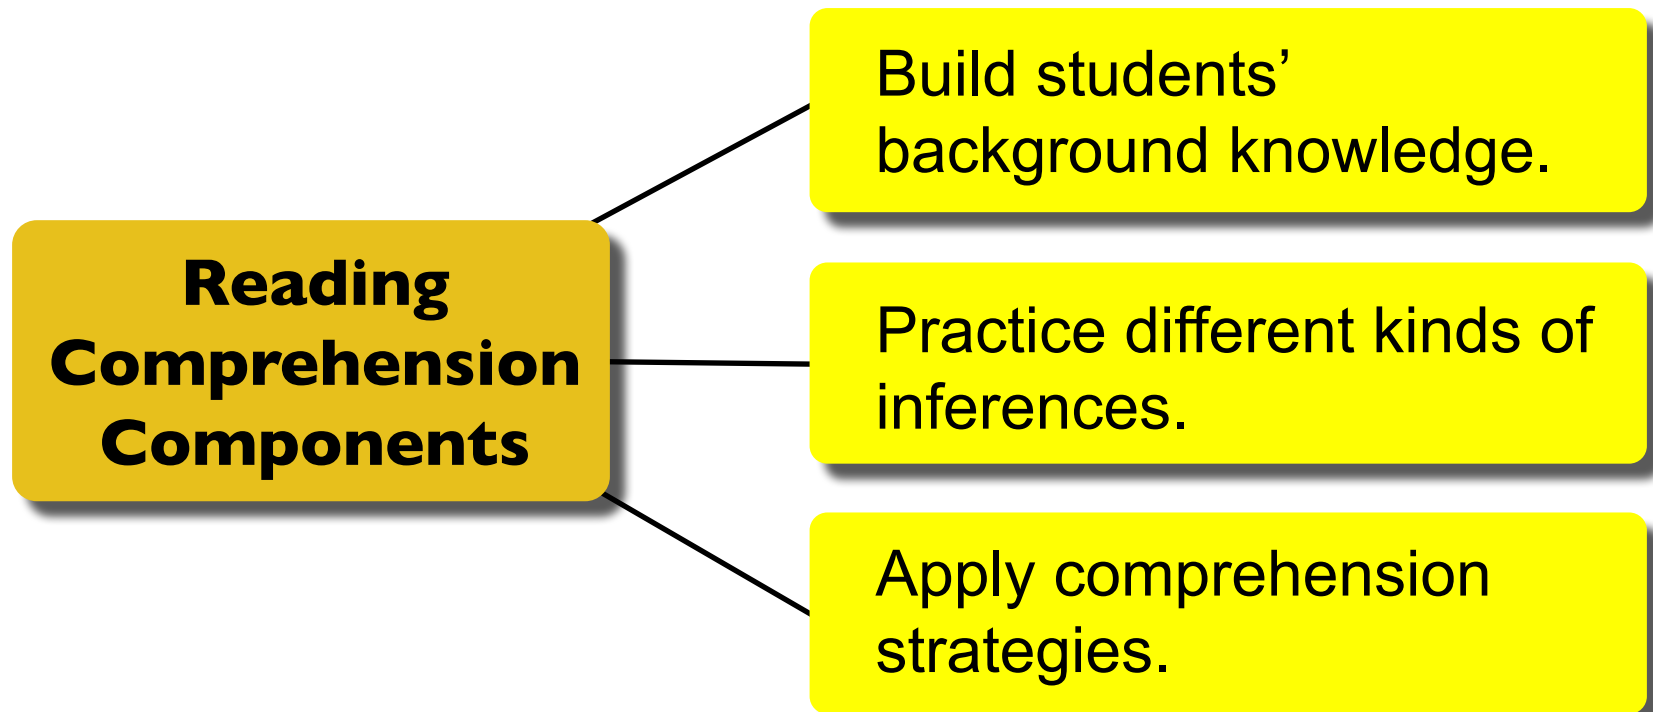 Reading
Comprehension
Components
Build students’
background knowledge.
Practice different kinds of
inferences.
Apply comprehension
strategies.